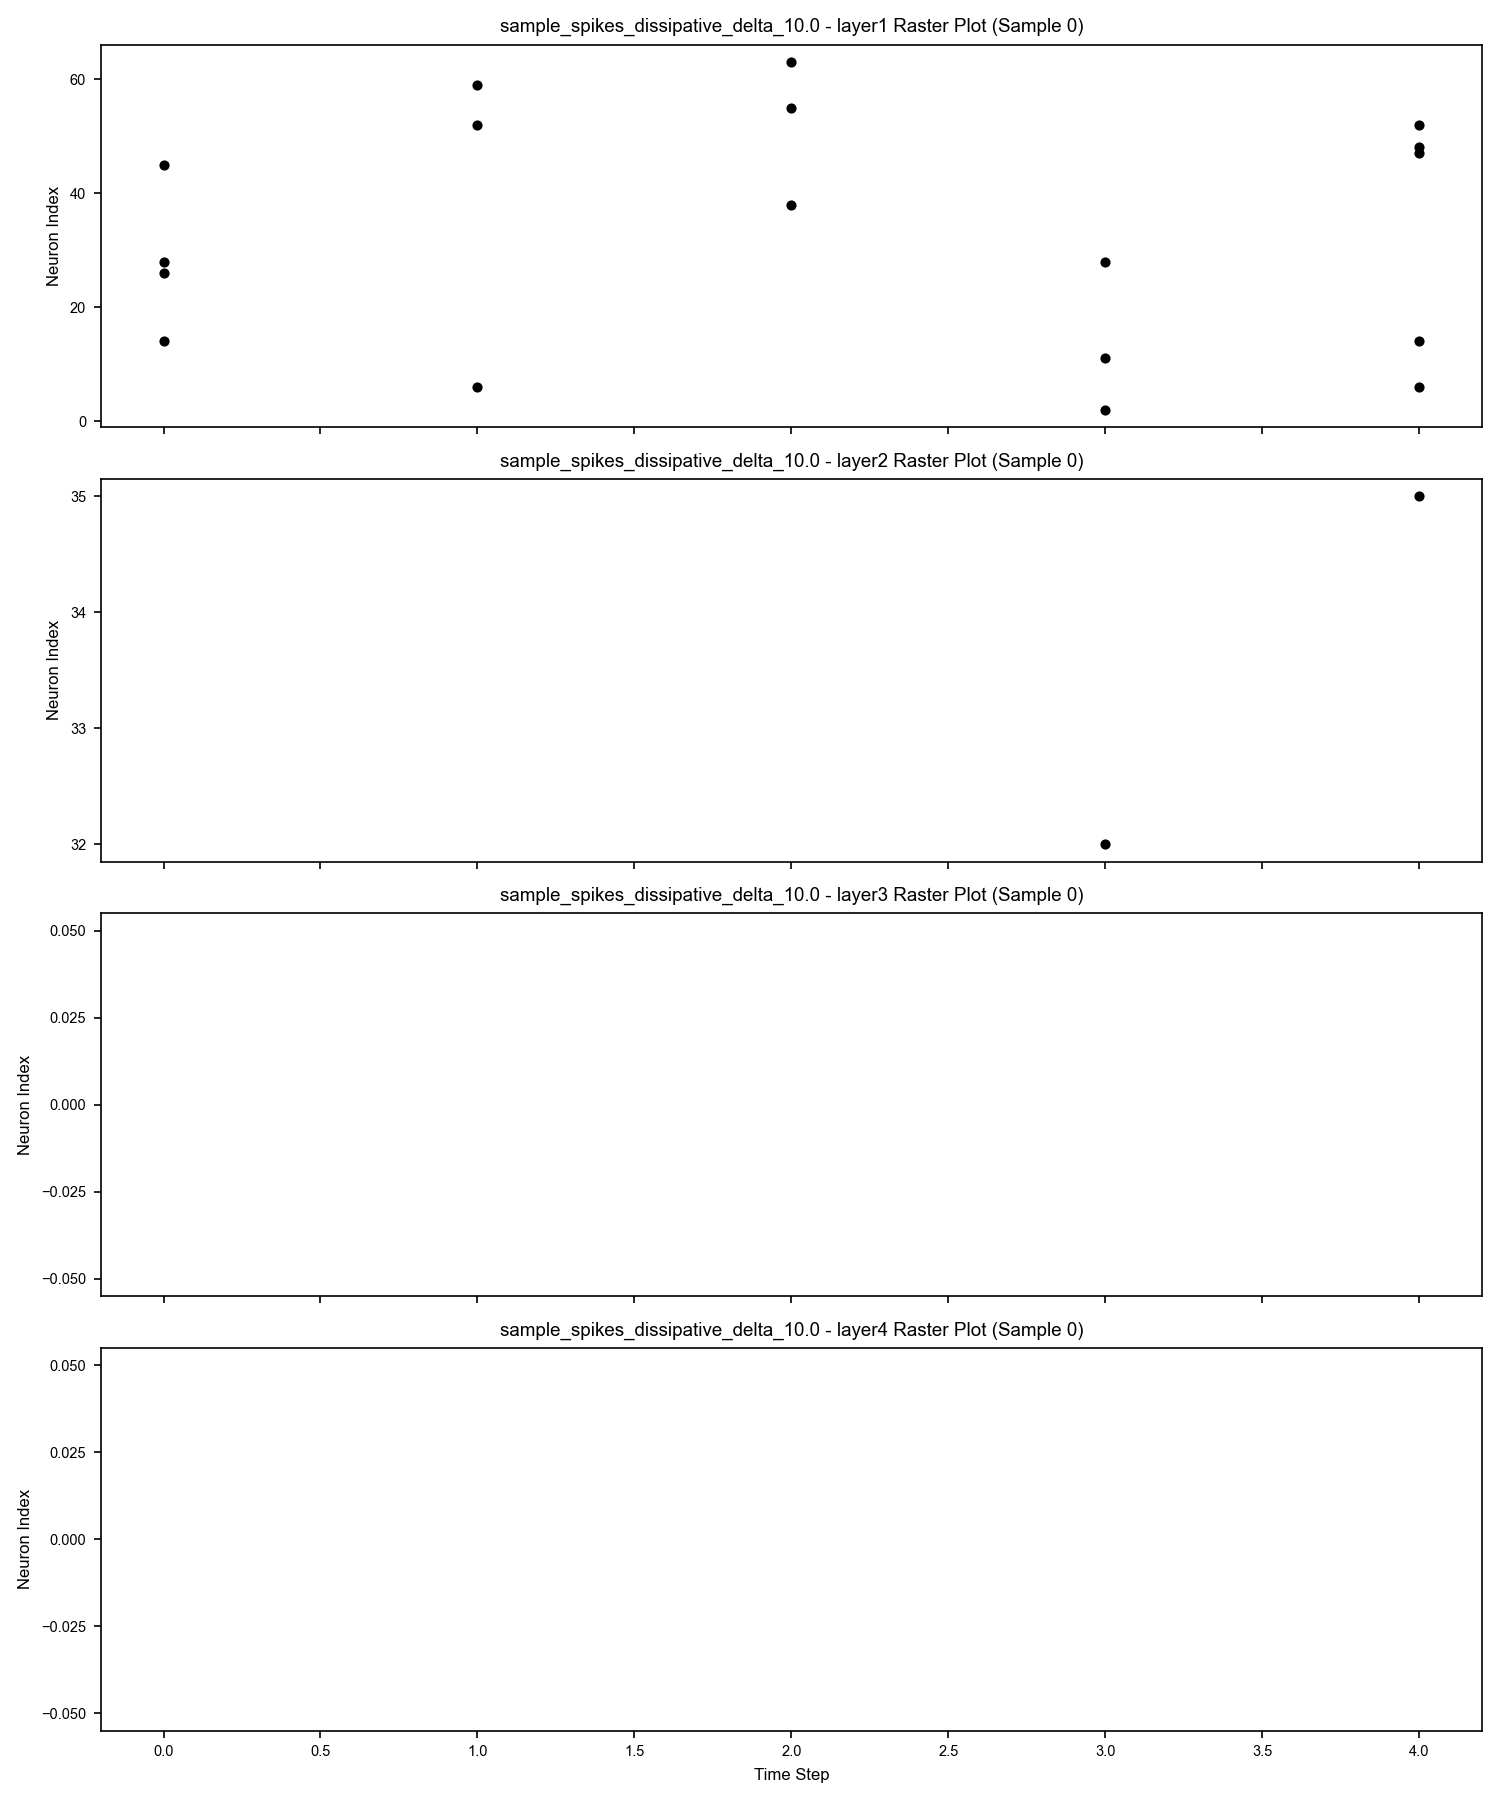 sample_spikes_dissipative_delta_10.0 - layer1 Raster Plot (Sample 0)
Neuron Index
60
40
20
0
sample_spikes_dissipative_delta_10.0 - layer2 Raster Plot (Sample 0)
Neuron Index
35
34
33
32
sample_spikes_dissipative_delta_10.0 - layer3 Raster Plot (Sample 0)
Neuron Index
0.050
0.025
0.000
−0.025
−0.050
sample_spikes_dissipative_delta_10.0 - layer4 Raster Plot (Sample 0)
Neuron Index
0.050
0.025
0.000
−0.025
−0.050
0.0 0.5 1.0 1.5 2.0 2.5 3.0 3.5 4.0
Time Step